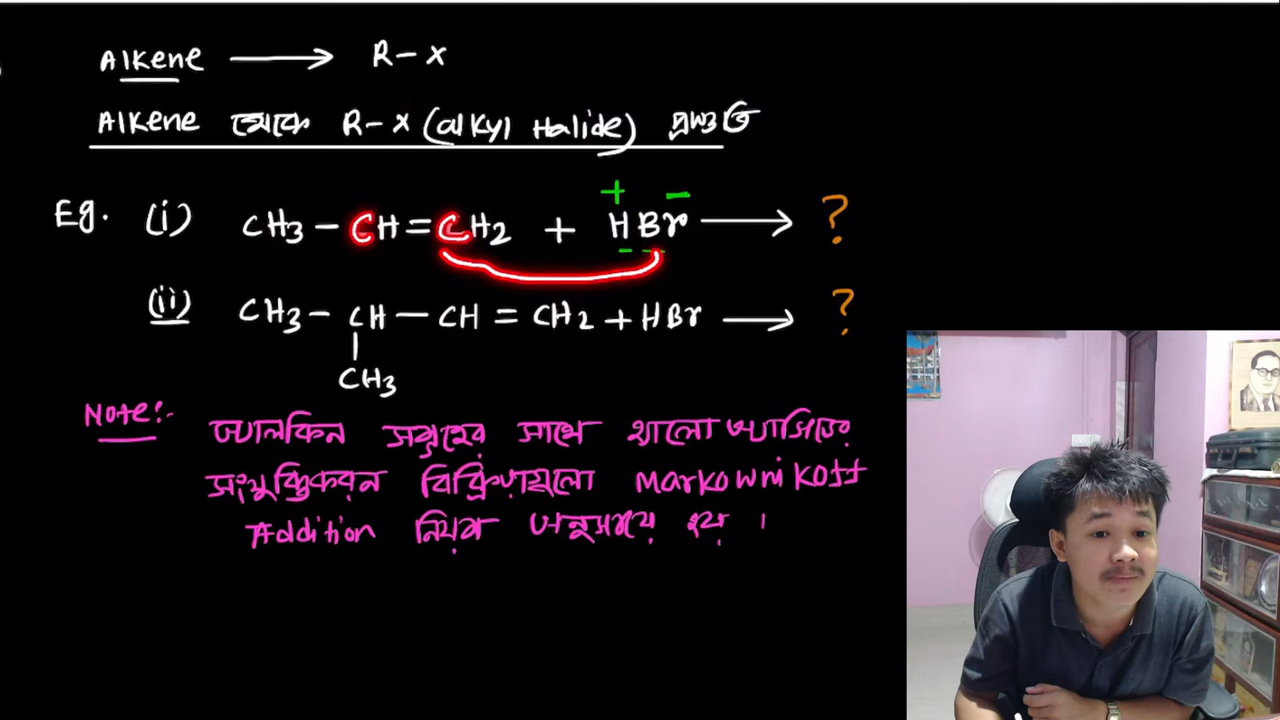 Alkene ⟶ R-x
Alkene থেকে R-x (alkyl Halide) প্রস্তুতি
Eg. (i) CH3 - CH = CH2 + HBr ⟶ ?
+ -
(ii) CH3 - CH - CH = CH2 + HBr ⟶ ?
CH3
Note:- অ্যালকিন সমূহের সাথে হ্যালো অ্যাসিডের
সংযুক্তিকরন বিক্রিয়াগুলো Markownikoff
Addition নিয়ম অনুসারে হয় ।